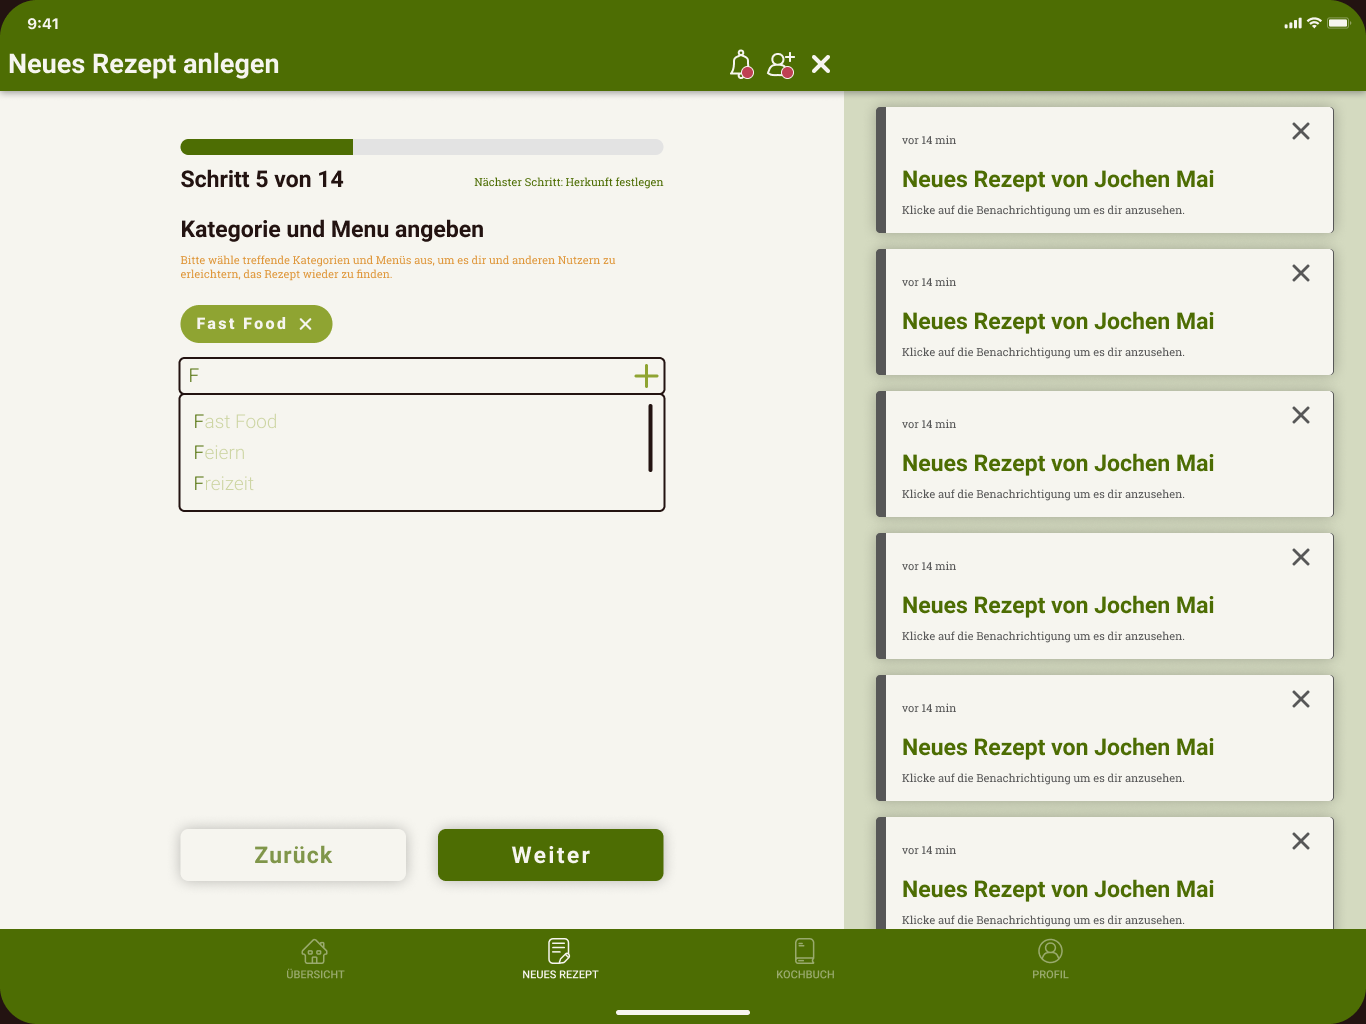 9:41
Neues Rezept anlegen
Schritt 5 von 14
Nächster Schritt: Herkunft festlegen
Kategorie und Menu angeben
Bitte wähle treffende Kategorien und Menüs aus, um es dir und anderen Nutzern zu
erleichtern, das Rezept wieder zu finden.
Fast Food
F
Fast Food
Feiern
Freizeit
Zurück
Weiter
vor 14 min
Neues Rezept von Jochen Mai
Klicke auf die Benachrichtigung um es dir anzusehen.
vor 14 min
Neues Rezept von Jochen Mai
Klicke auf die Benachrichtigung um es dir anzusehen.
vor 14 min
Neues Rezept von Jochen Mai
Klicke auf die Benachrichtigung um es dir anzusehen.
vor 14 min
Neues Rezept von Jochen Mai
Klicke auf die Benachrichtigung um es dir anzusehen.
vor 14 min
Neues Rezept von Jochen Mai
Klicke auf die Benachrichtigung um es dir anzusehen.
vor 14 min
Neues Rezept von Jochen Mai
Klicke auf die Benachrichtigung um es dir anzusehen.
ÜBERSICHT
NEUES REZEPT
KOCHBUCH
PROFIL